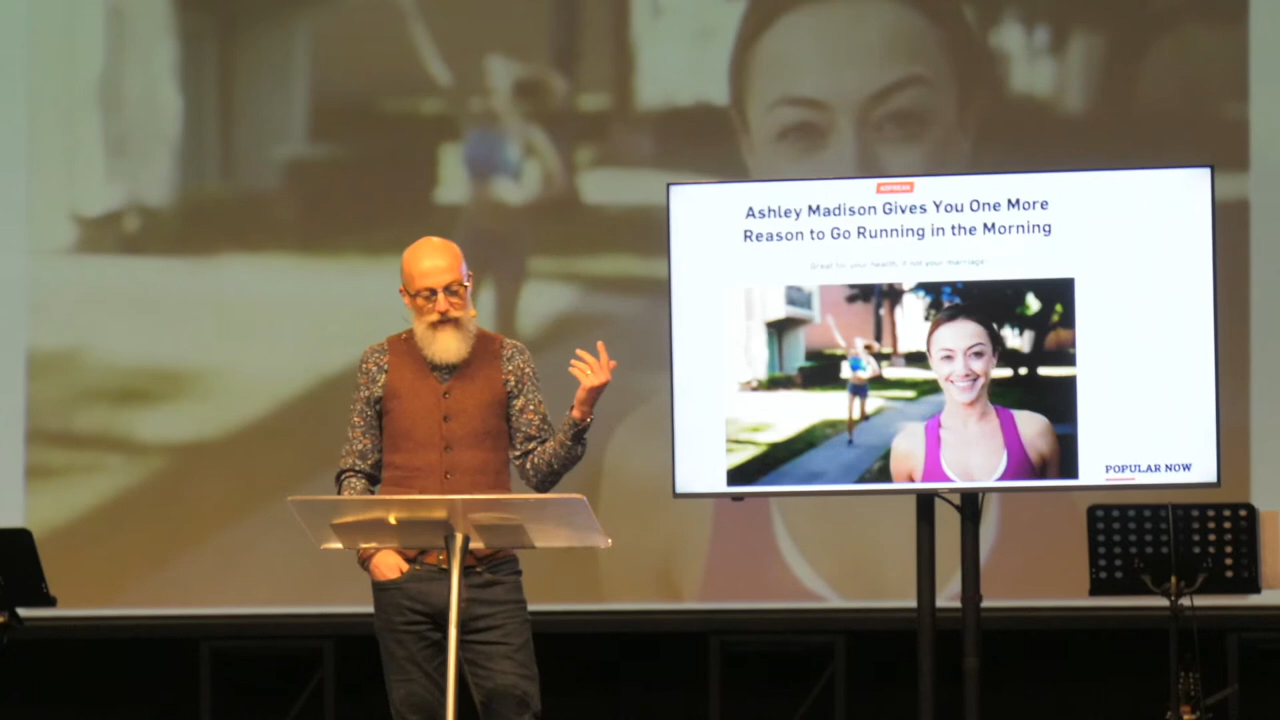 ADFREAK
Ashley Madison Gives You One More
Reason to Go Running in the Morning
Great for your health, if not your marriage
POPULAR NOW